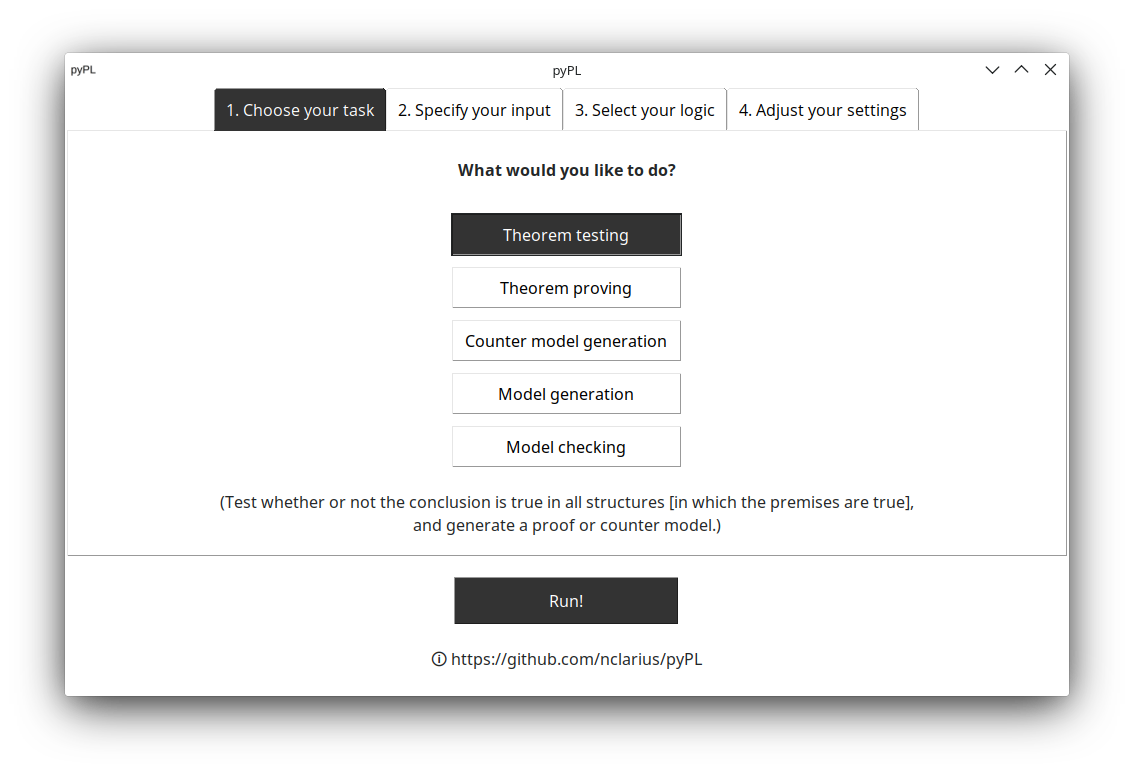 pyPL
pyPL
1. Choose your task
2. Specify your input
3. Select your logic
4. Adjust your settings
What would you like to do?
Theorem testing
Theorem proving
Counter model generation
Model generation
Model checking
(Test whether or not the conclusion is true in all structures [in which the premises are true],
and generate a proof or counter model.)
Run!
https://github.com/nclarius/pyPL